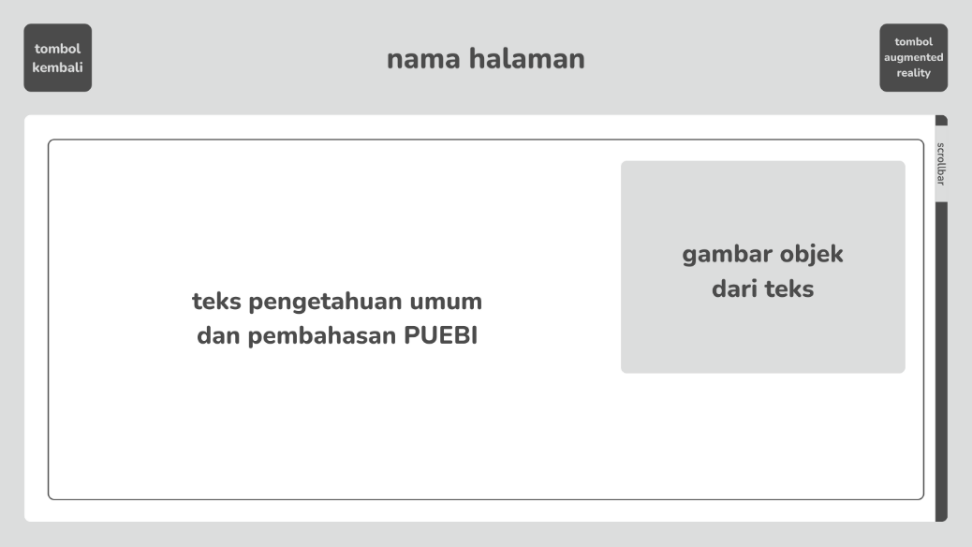 tombol
kembali
nama halaman
tombol
augmented
reality
scrollbar
teks pengetahuan umum
dan pembahasan PUEBI
gambar objek
dari teks